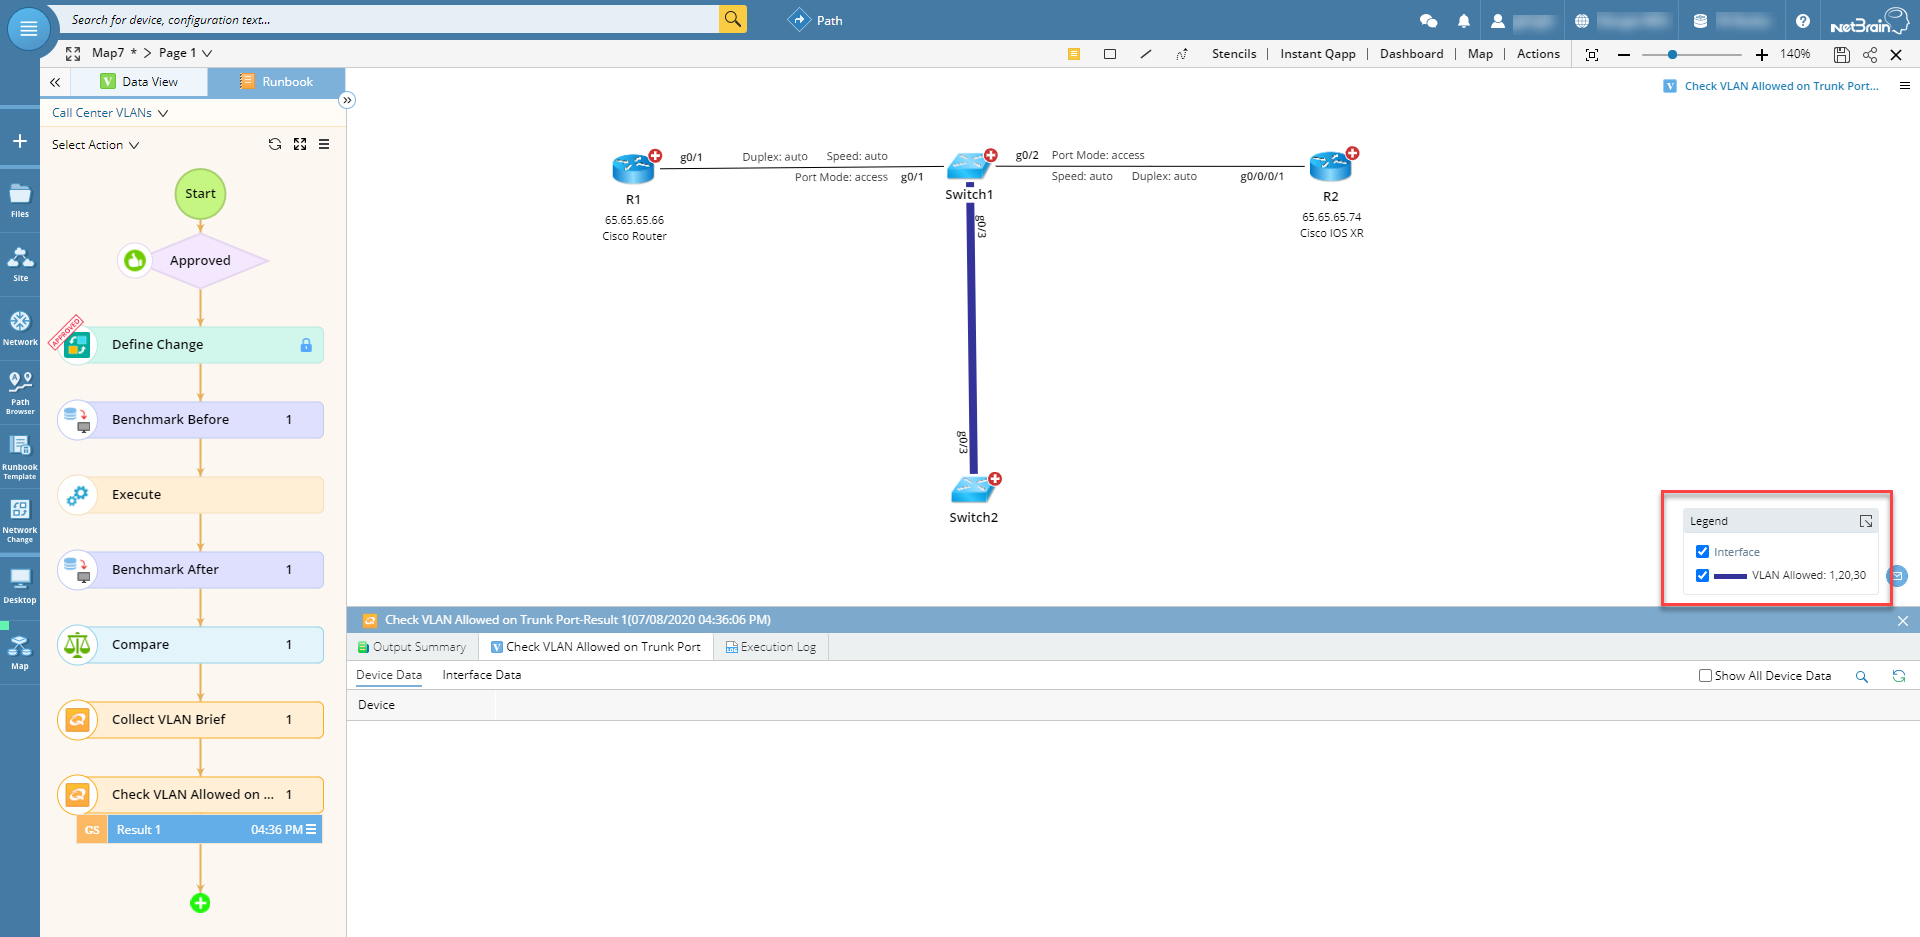 Search for device, configuration text...
Path
NetBrain
Map7 * > Page 1
Stencils | Instant Qapp | Dashboard | Map | Actions
140%
Data View
Runbook
Check VLAN Allowed on Trunk Port...
Call Center VLANs
Select Action
Files
Site
Network
Path
Browser
Runbook
Template
Network
Change
Desktop
Map
Start
Approved
APPROVED
Define Change
Benchmark Before 1
Execute
Benchmark After 1
Compare 1
Collect VLAN Brief 1
Check VLAN Allowed on ... 1
GS Result 1 04:36 PM
g0/1 Duplex: auto Speed: auto
Port Mode: access g0/1
g0/2 Port Mode: access
Speed: auto Duplex: auto g0/0/0/1
R1
65.65.65.66
Cisco Router
Switch1
R2
65.65.65.74
Cisco IOS XR
g0/3
g0/3
Switch2
Legend
Interface
VLAN Allowed: 1,20,30
Check VLAN Allowed on Trunk Port-Result 1(07/08/2020 04:36:06 PM)
Output Summary
Check VLAN Allowed on Trunk Port
Execution Log
Device Data
Interface Data
Show All Device Data
Device